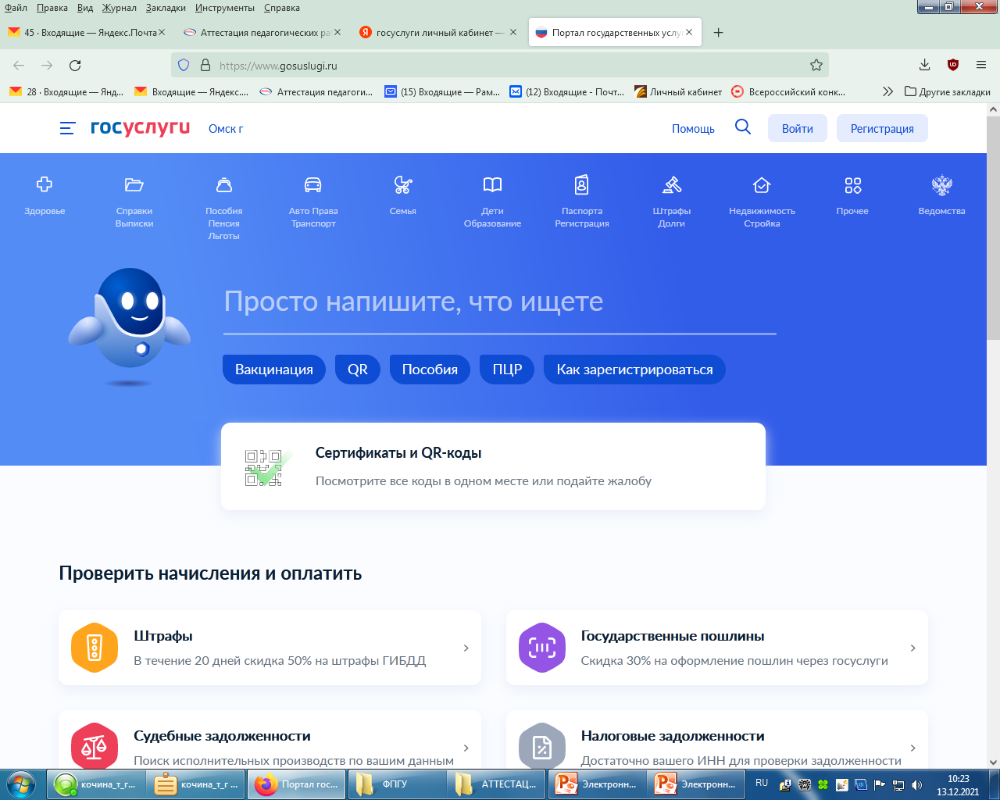 Файл Правка Вид Журнал Закладки Инструменты Справка
45 · Входящие — Яндекс.Почта
Аттестация педагогических ра
госуслуги личный кабинет —
Портал государственных услуг
https://www.gosuslugi.ru
28 · Входящие — Янд...
Входящие — Яндекс....
Аттестация педагоги...
(15) Входящие — Рам...
(12) Входящие - Почт...
Личный кабинет
Всероссийский конк...
Другие закладки
госуслуги
Омск г
Помощь
Войти
Регистрация
Здоровье
Справки
Выписки
Пособия
Пенсия
Льготы
Авто Права
Транспорт
Семья
Дети
Образование
Паспорта
Регистрация
Штрафы
Долги
Недвижимость
Стройка
Прочее
Ведомства
Просто напишите, что ищете
Вакцинация
QR
Пособия
ПЦР
Как зарегистрироваться
Сертификаты и QR-коды
Посмотрите все коды в одном месте или подайте жалобу
Проверить начисления и оплатить
Штрафы
В течение 20 дней скидка 50% на штрафы ГИБДД
Государственные пошлины
Скидка 30% на оформление пошлин через госуслуги
Судебные задолженности
Поиск исполнительных производств по вашим данным
Налоговые задолженности
Достаточно вашего ИНН для проверки задолженности
кочина_т_г...
кочина_т_г ...
Портал гос...
ФПГУ
АТТЕСТАЦ...
Электронн...
Электронн...
RU
10:23
13.12.2021